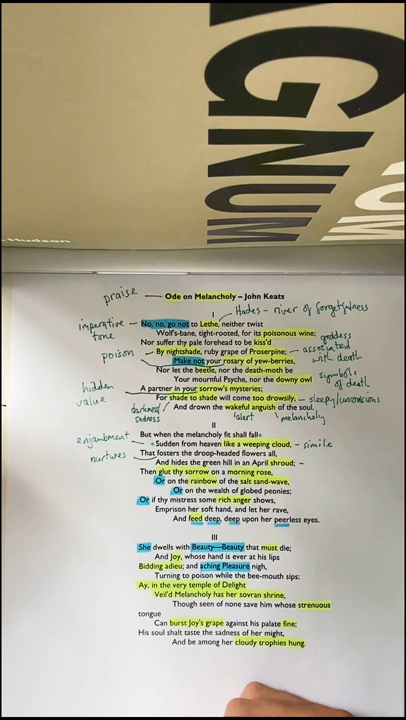 GNUM
GNUM
OM
Hudson
praise
Ode on Melancholy – John Keats
Hades – river of forgetfulness
I
imperative tone
No, no, go not to Lethe, neither twist
Wolf's-bane, tight-rooted, for its poisonous wine;
Nor suffer thy pale forehead to be kiss'd
goddess associated with death
poison
By nightshade, ruby grape of Proserpine;
Make not your rosary of yew-berries,
Nor let the beetle, nor the death-moth be
symbols of death
Your mournful Psyche, nor the downy owl
hidden value
A partner in your sorrow's mysteries;
For shade to shade will come too drowsily,
sleepy/unconscious
darkness/ sadness
And drown the wakeful anguish of the soul.
alert
melancholy
II
enjambment
But when the melancholy fit shall fall
Sudden from heaven like a weeping cloud,
– simile
nurtures
That fosters the droop-headed flowers all,
And hides the green hill in an April shroud;
Then glut thy sorrow on a morning rose,
Or on the rainbow of the salt sand-wave,
Or on the wealth of globed peonies;
Or if thy mistress some rich anger shows,
Emprison her soft hand, and let her rave,
And feed deep, deep upon her peerless eyes.
III
She dwells with Beauty—Beauty that must die;
And Joy, whose hand is ever at his lips
Bidding adieu; and aching Pleasure nigh,
Turning to poison while the bee-mouth sips:
Ay, in the very temple of Delight
Veil'd Melancholy has her sovran shrine,
Though seen of none save him whose strenuous
tongue
Can burst Joy's grape against his palate fine;
His soul shalt taste the sadness of her might,
And be among her cloudy trophies hung.